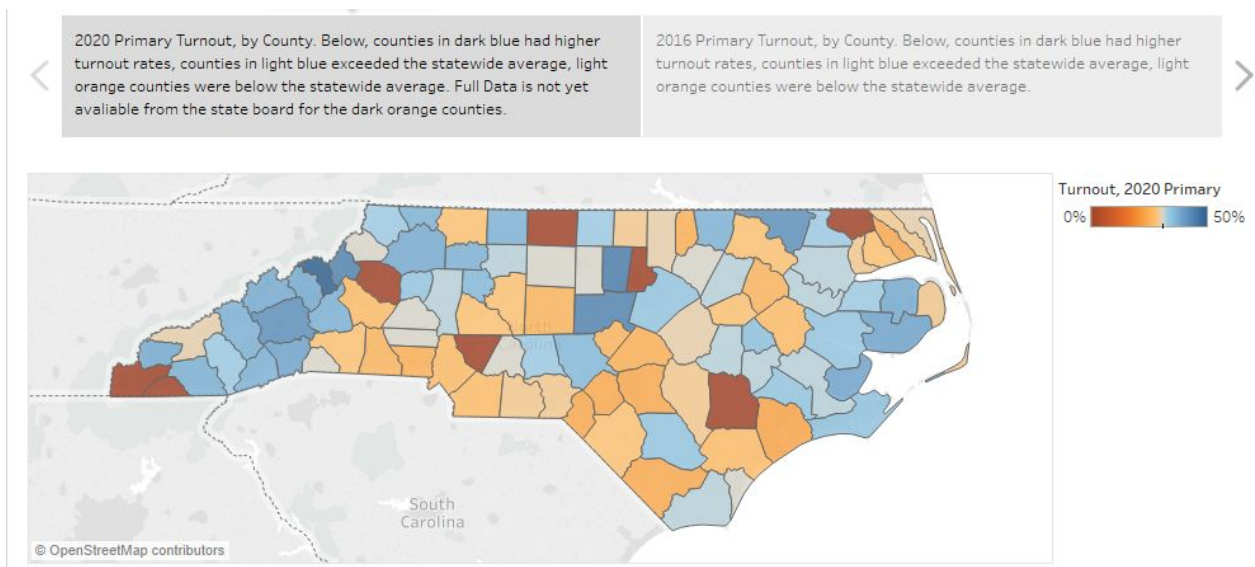 2020 Primary Turnout, by County. Below, counties in dark blue had higher
turnout rates, counties in light blue exceeded the statewide average, light
orange counties were below the statewide average. Full Data is not yet
avaliable from the state board for the dark orange counties.
2016 Primary Turnout, by County. Below, counties in dark blue had higher
turnout rates, counties in light blue exceeded the statewide average, light
orange counties were below the statewide average.
Turnout, 2020 Primary
0% 50%
North
Carolina
South
Carolina
© OpenStreetMap contributors